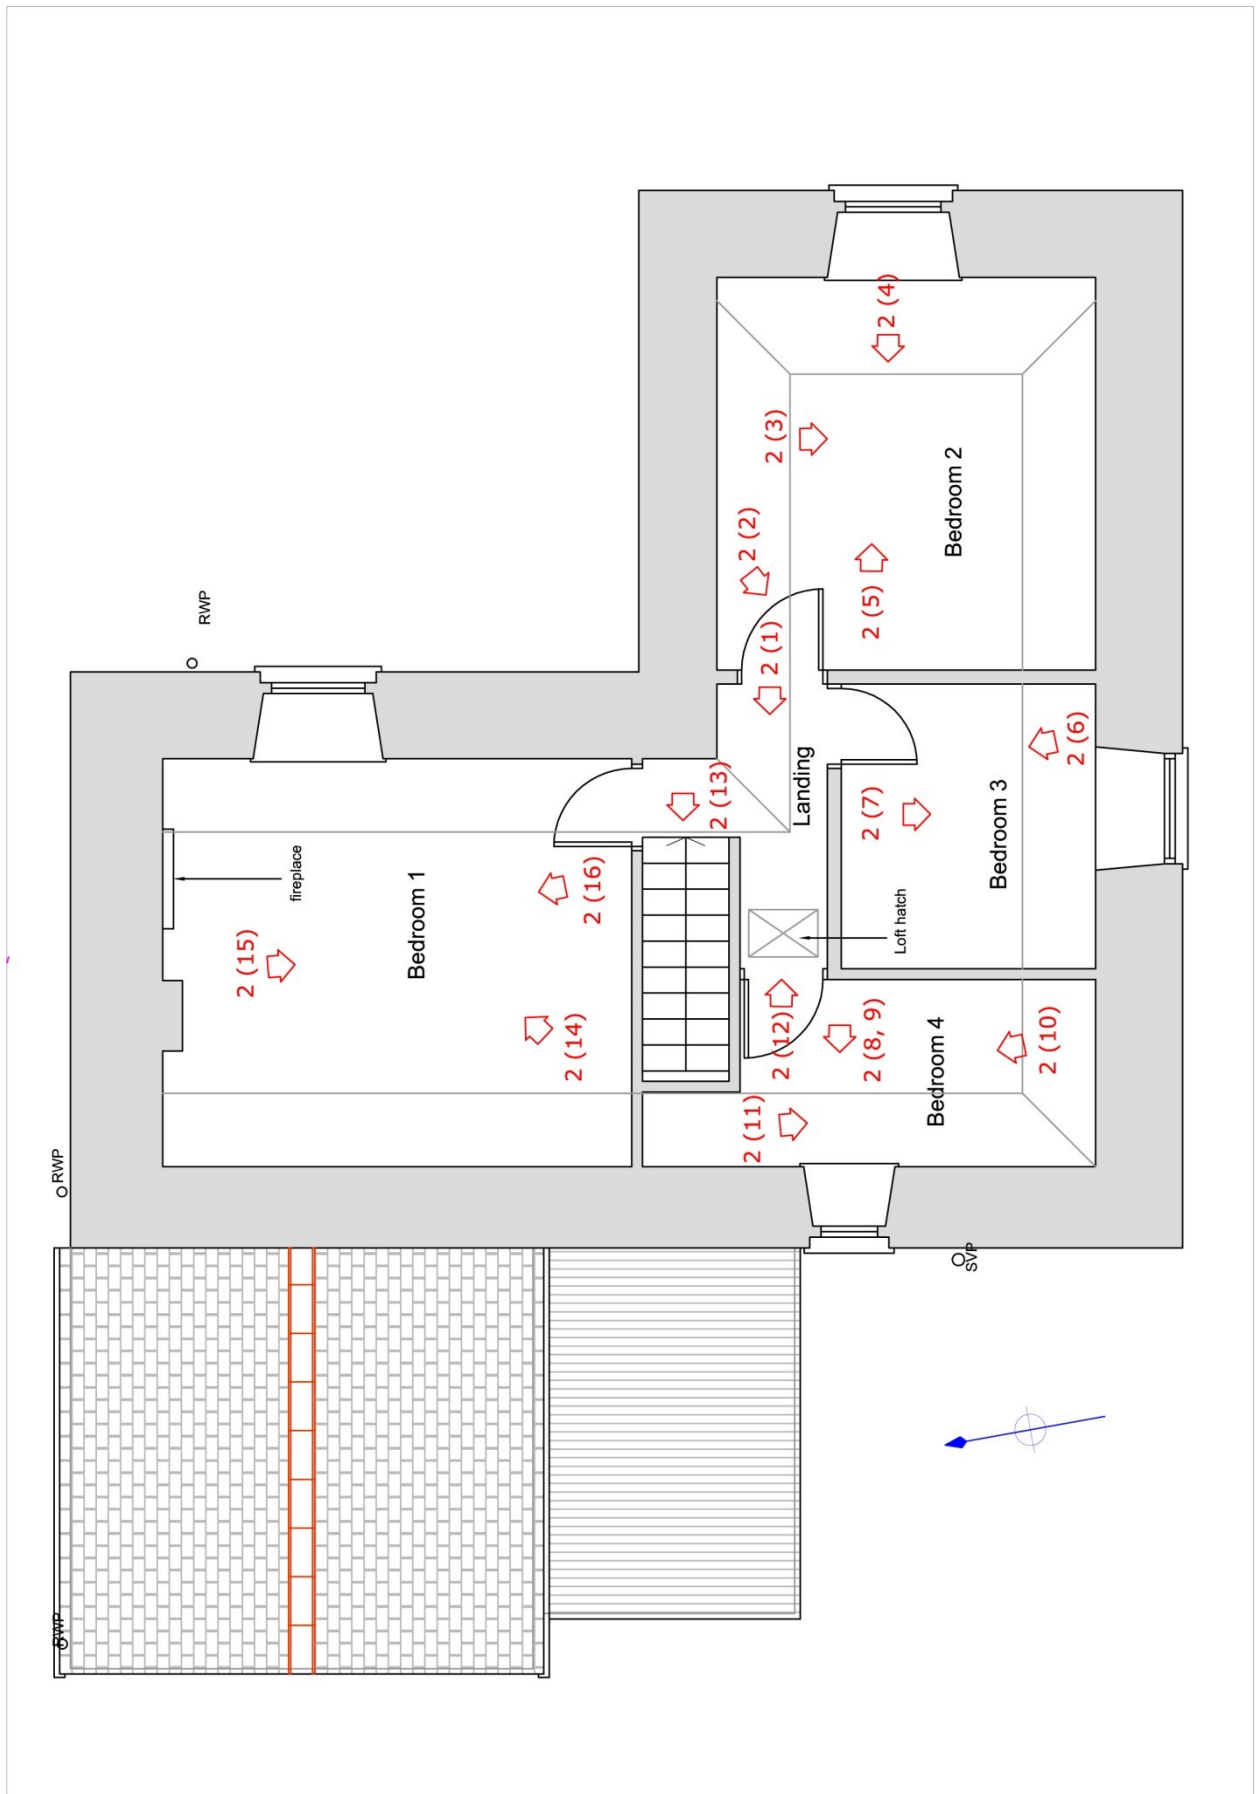 RWP
2 (4)
2 (3)
2 (2)
Bedroom 2
2 (5)
2 (1)
2 (6)
Landing
2 (13)
2 (7)
Bedroom 3
fireplace
Bedroom 1
2 (16)
Loft hatch
2 (15)
2 (14)
2 (12)
2 (8, 9)
2 (10)
Bedroom 4
2 (11)
RWP
SVP
RWP